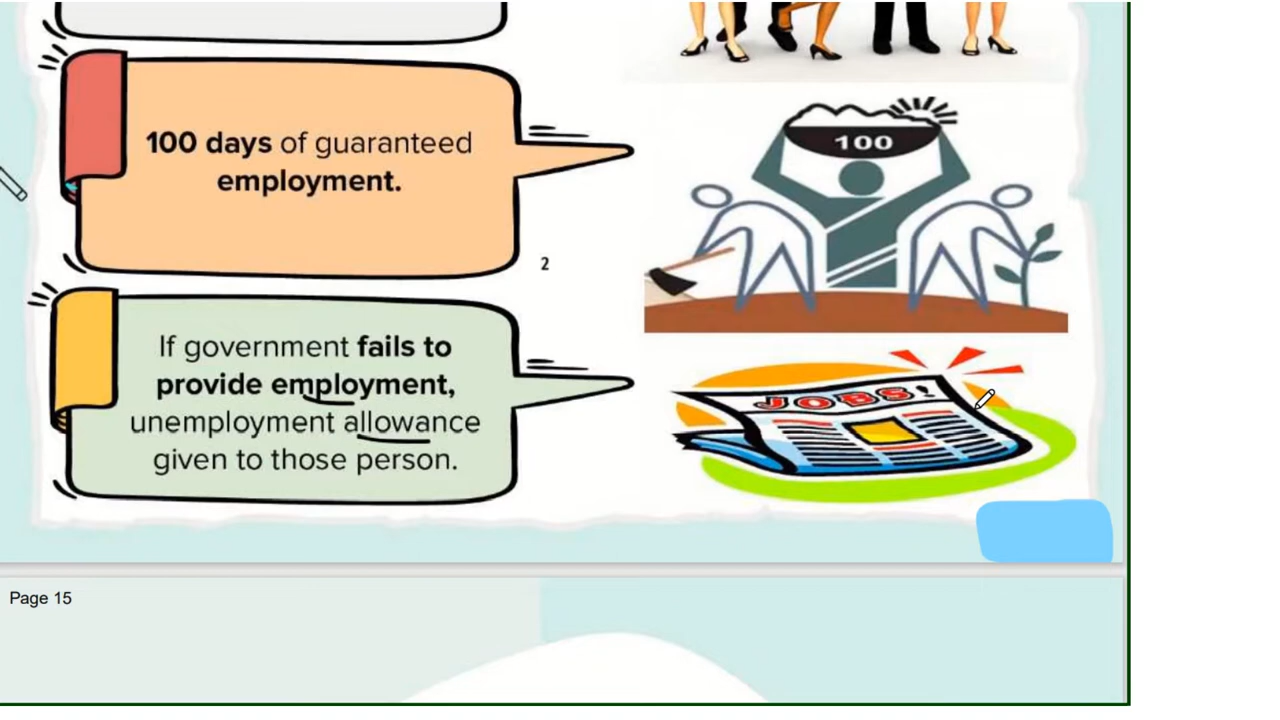 100 days of guaranteed
employment.
100
2
If government fails to
provide employment,
unemployment allowance
given to those person.
JOBS!
Page 15